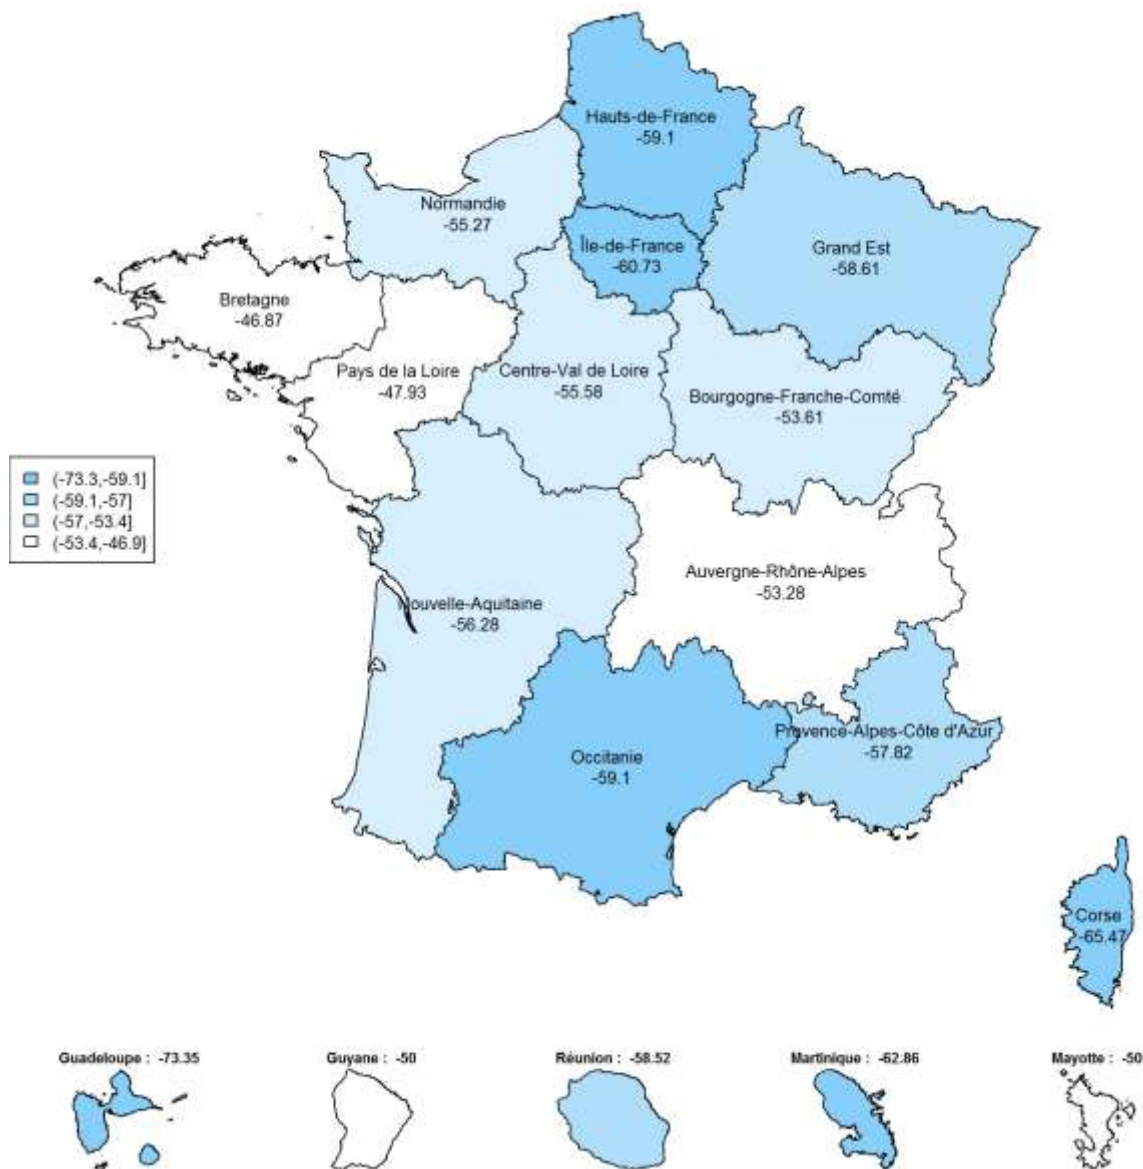 Hauts-de-France
-59.1
Normandie
-55.27
Île-de-France
-60.73
Grand Est
-58.61
Bretagne
-46.87
Pays de la Loire
-47.93
Centre-Val de Loire
-55.58
Bourgogne-Franche-Comté
-53.61
(-73.3,-59.1]
(-59.1,-57]
(-57,-53.4]
(-53.4,-46.9]
Auvergne-Rhône-Alpes
-53.28
Nouvelle-Aquitaine
-56.28
Provence-Alpes-Côte d'Azur
-57.82
Occitanie
-59.1
Corse
-65.47
Guadeloupe : -73.35
Guyane : -50
Réunion : -58.52
Martinique : -62.86
Mayotte : -50